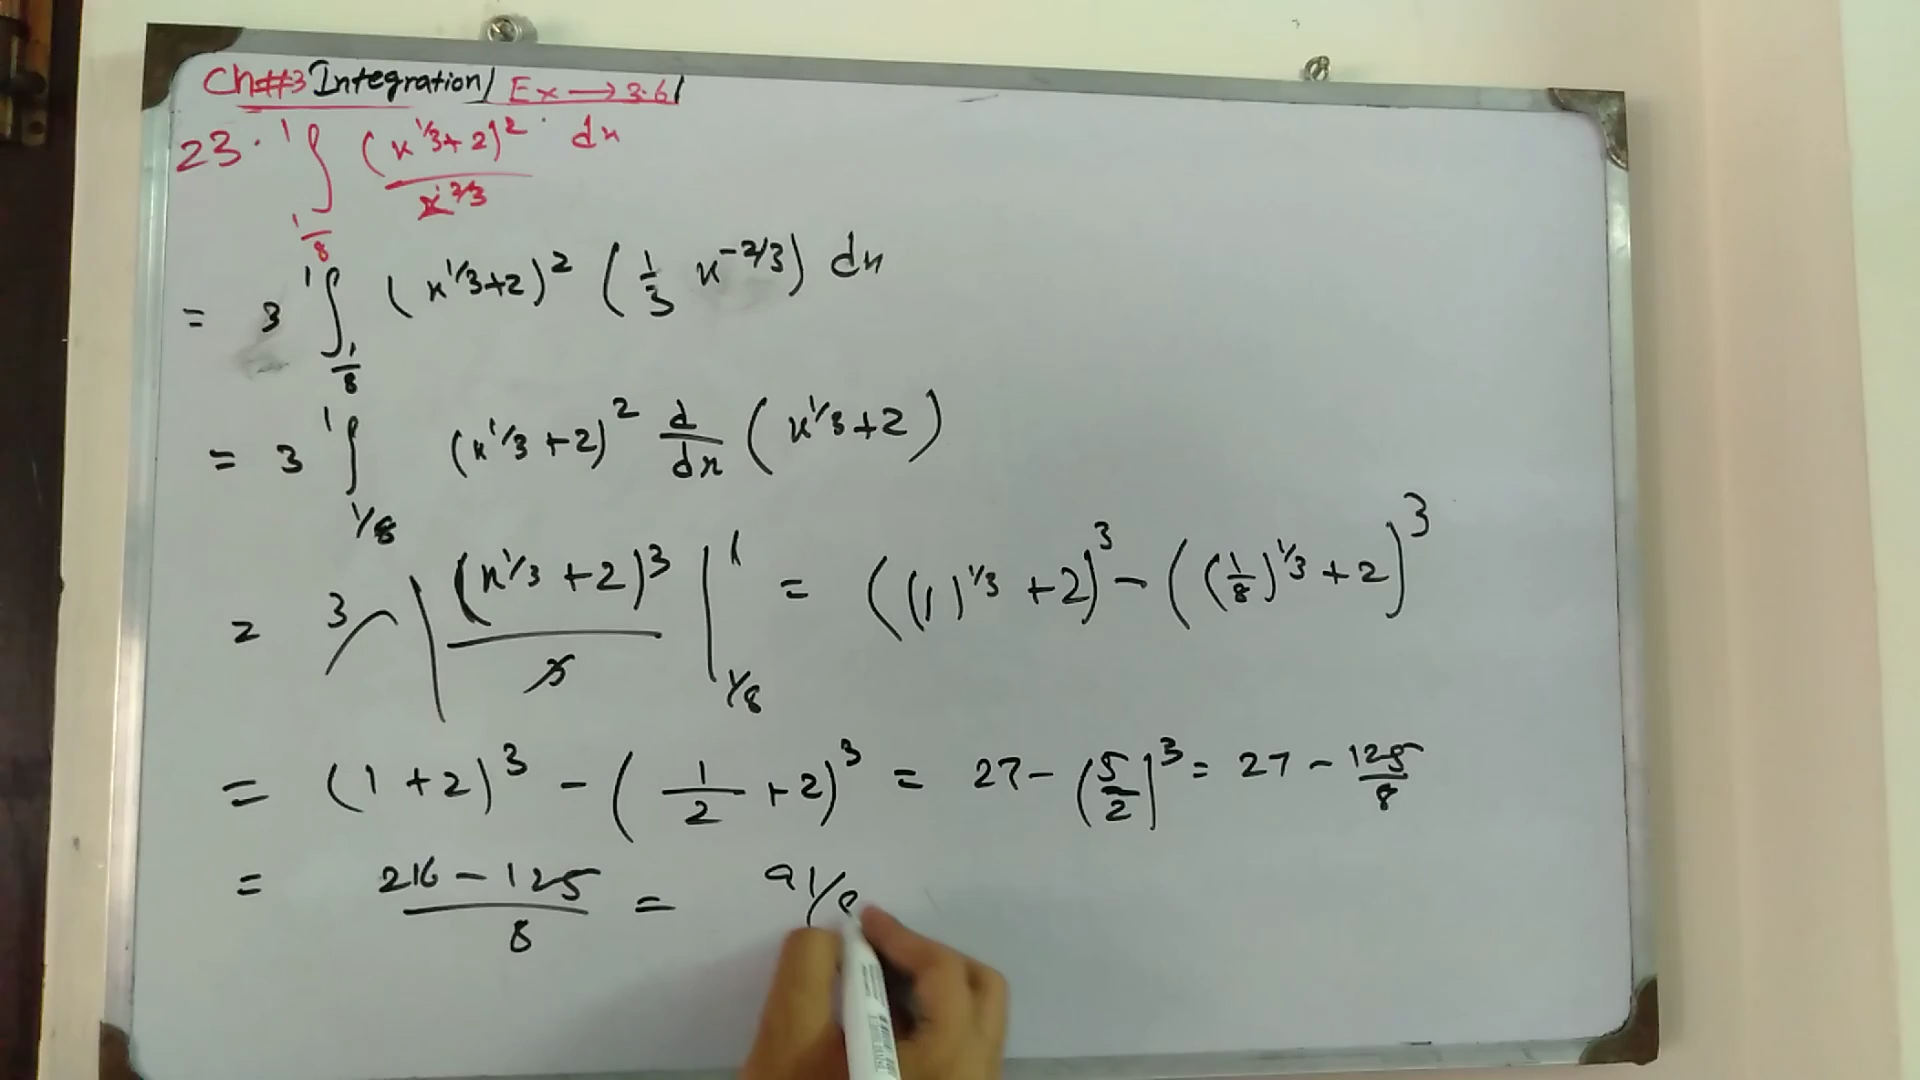 Ch#3 Integration / Ex → 3.6 /
23. ∫_{1/8}^{1} (x^{1/3}+2)^2 / x^{2/3} dx
= 3 ∫_{1/8}^{1} (x^{1/3}+2)^2 (1/3 x^{-2/3}) dx
= 3 ∫_{1/8}^{1} (x^{1/3}+2)^2 d/dx (x^{1/3}+2)
= 3 | (x^{1/3}+2)^3 / 3 |_{1/8}^{1} = ((1)^{1/3}+2)^3 - ((1/8)^{1/3}+2)^3
= (1+2)^3 - (1/2+2)^3 = 27 - (5/2)^3 = 27 - 125/8
= 216-125 / 8 = 91/8